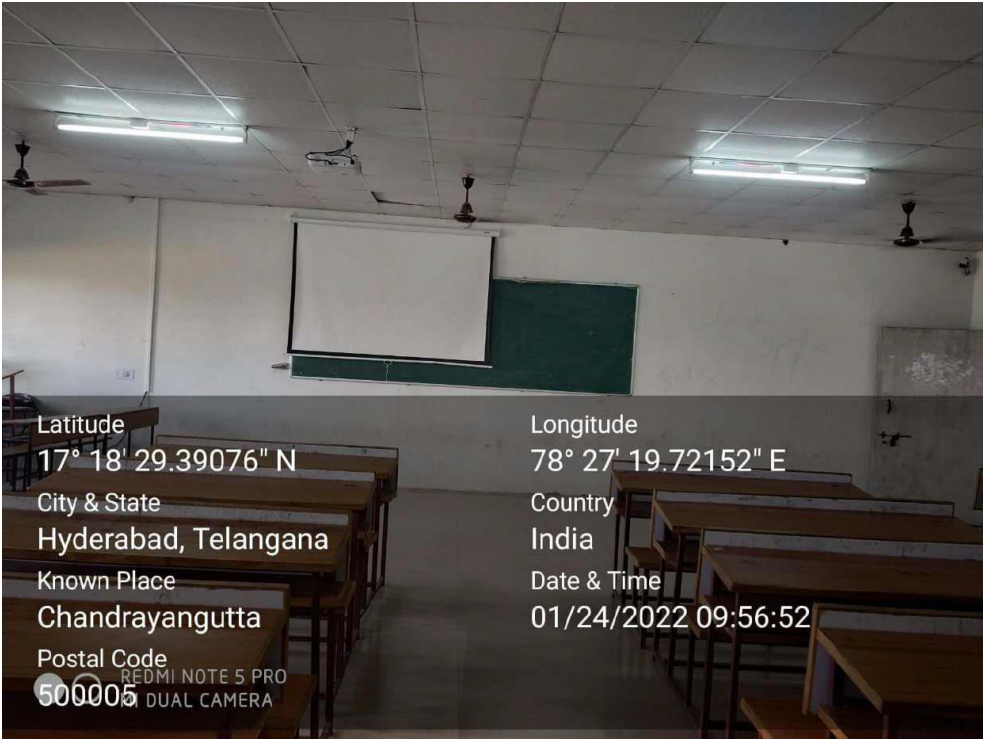 Latitude
17° 18' 29.39076" N
Longitude
78° 27' 19.72152" E
City & State
Hyderabad, Telangana
Country
India
Known Place
Chandrayangutta
Date & Time
01/24/2022 09:56:52
Postal Code
500005
REDMI NOTE 5 PRO
MI DUAL CAMERA